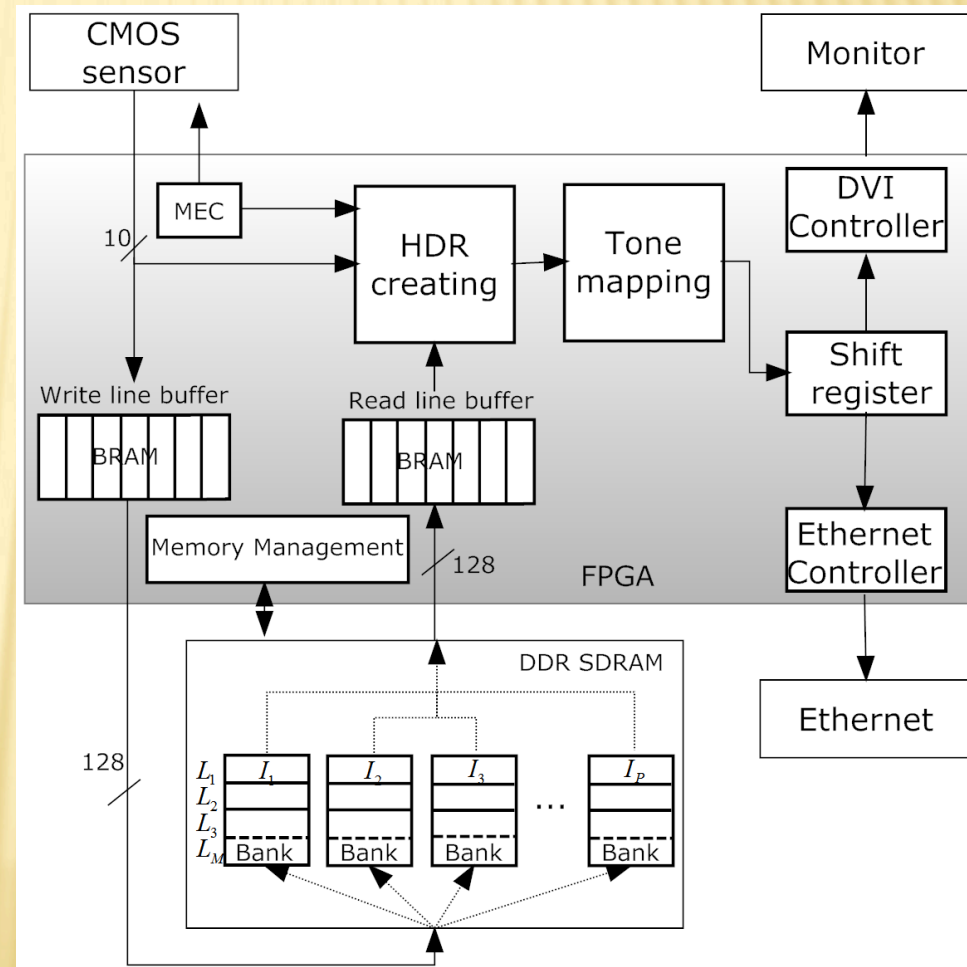 CMOS
sensor
Monitor
MEC
DVI
Controller
10
HDR
creating
Tone
mapping
Shift
register
Write line buffer
Read line buffer
BRAM
BRAM
Memory Management
128
FPGA
Ethernet
Controller
DDR SDRAM
Ethernet
128
L₁ I₁ I₂ I₃ I_P
L₂
...
L₃
L_M Bank Bank Bank Bank